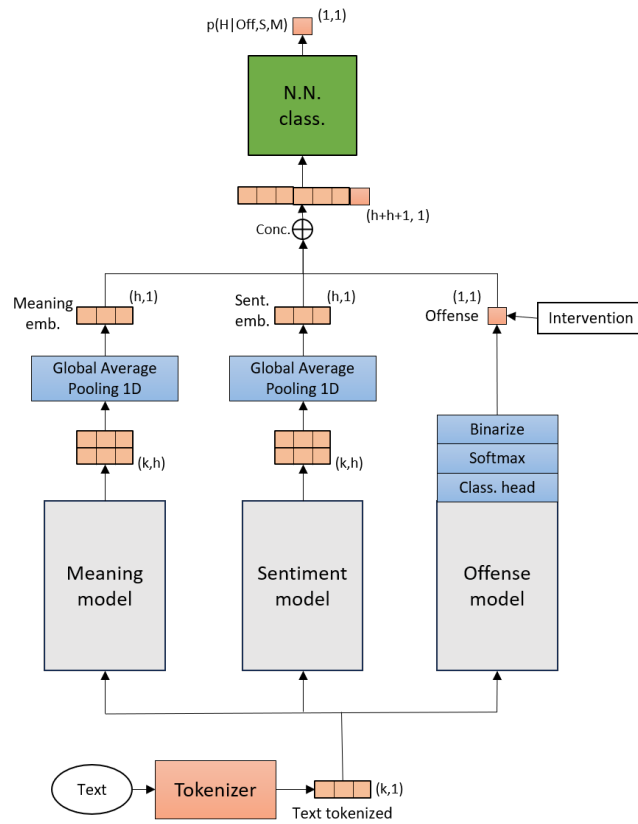 p(H|Off,S,M)
(1,1)
N.N.
class.
(h+h+1, 1)
Conc.
Meaning
emb.
(h,1)
Sent.
emb.
(h,1)
(1,1)
Offense
Intervention
Global Average
Pooling 1D
Global Average
Pooling 1D
Binarize
Softmax
Class. head
(k,h)
(k,h)
Meaning
model
Sentiment
model
Offense
model
Text
Tokenizer
(k,1)
Text tokenized